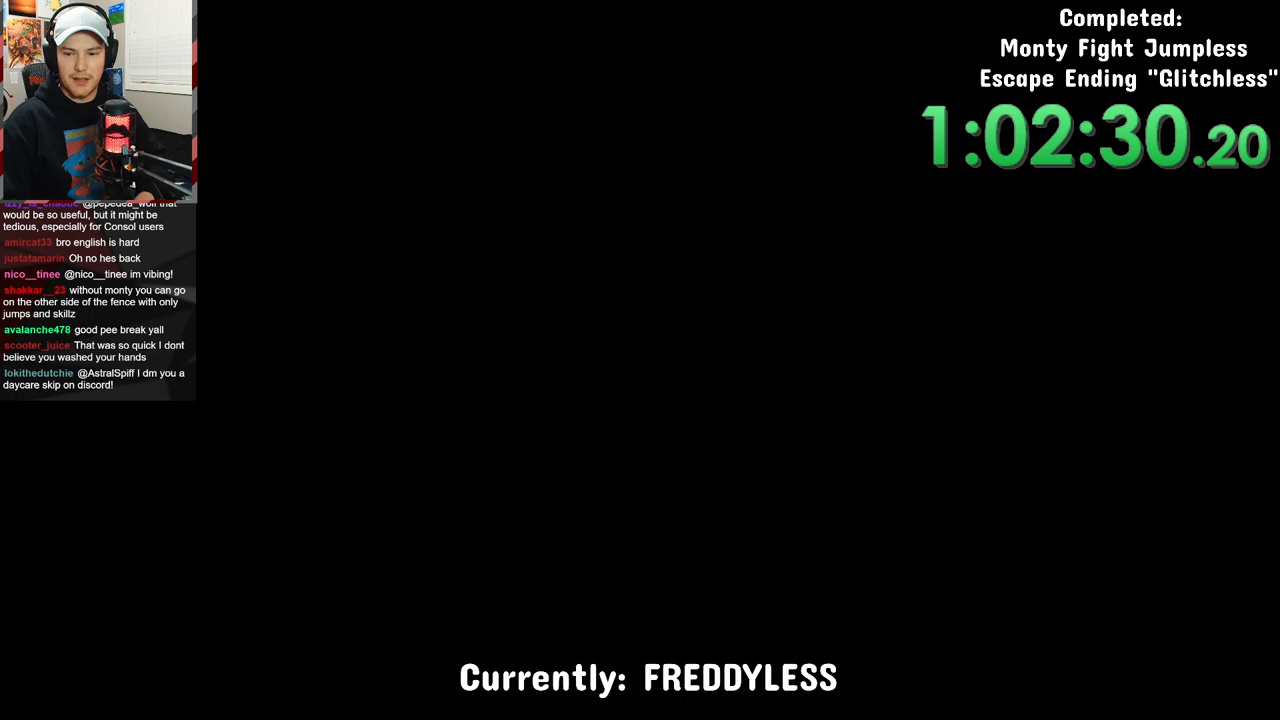 Completed:
Monty Fight Jumpless
Escape Ending "Glitchless"
1:02:30.20
izzy_is_chaotic @pepedea_wolf that
would be so useful, but it might be
tedious, especially for Consol users
amircat33 bro english is hard
justatamarin Oh no hes back
nico__tinee @nico__tinee im vibing!
shakkar__23 without monty you can go
on the other side of the fence with only
jumps and skillz
avalanche478 good pee break yall
scooter_juice That was so quick I dont
believe you washed your hands
lokithedutchie @AstralSpiff I dm you a
daycare skip on discord!
Currently: FREDDYLESS